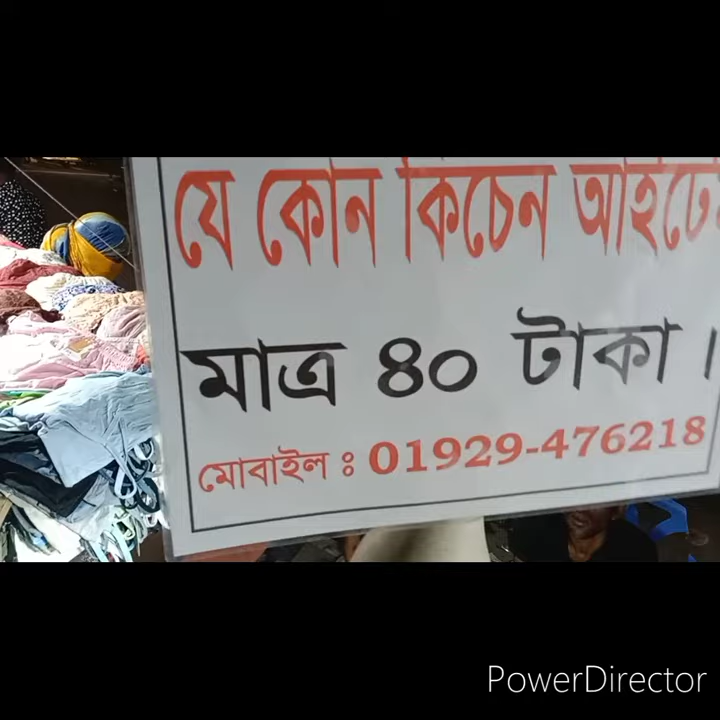 যে কোন কিচেন
মাত্র ৪০ টাকা।
মোবাইল : 01929-476218
PowerDirector